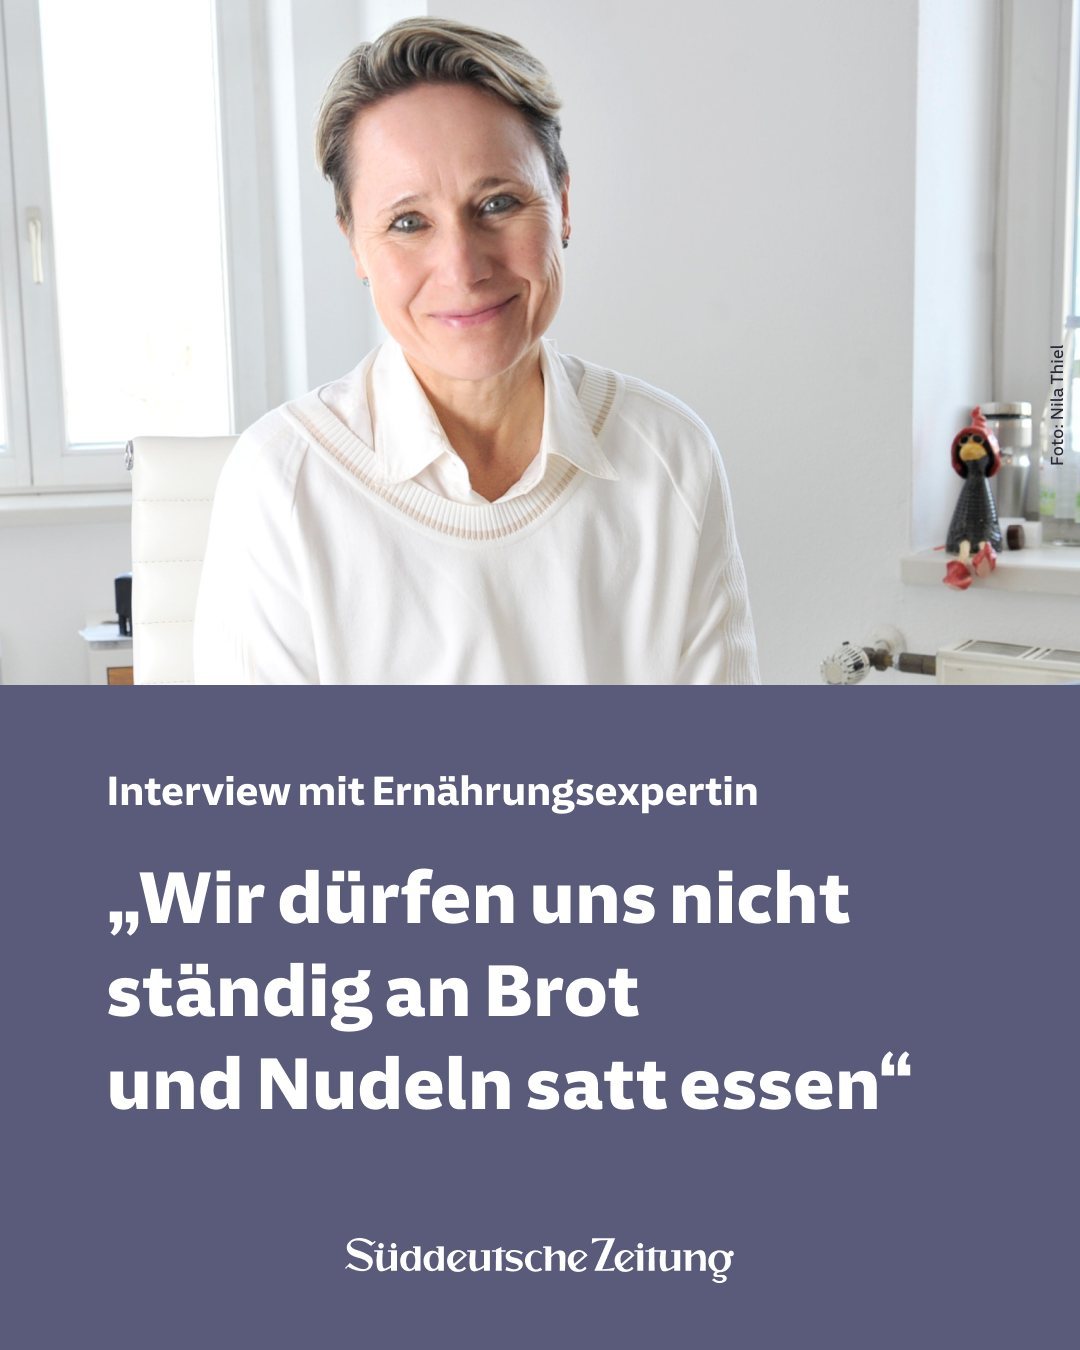 Foto: Nila Thiel
Interview mit Ernährungsexpertin
„Wir dürfen uns nicht
ständig an Brot
und Nudeln satt essen“
Süddeutsche Zeitung